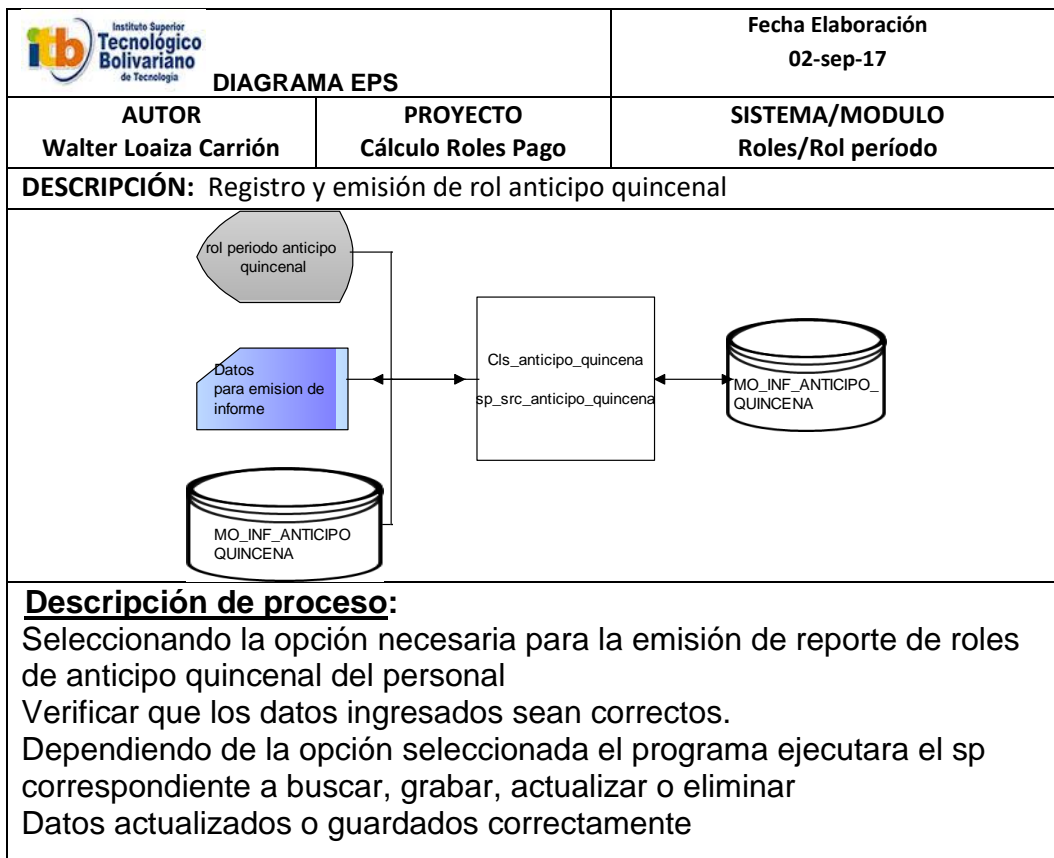 itb
Instituto Superior
Tecnológico
Bolivariano
de Tecnología
DIAGRAMA EPS
Fecha Elaboración
02-sep-17
AUTOR
Walter Loaiza Carrión
PROYECTO
Cálculo Roles Pago
SISTEMA/MODULO
Roles/Rol período
DESCRIPCIÓN: Registro y emisión de rol anticipo quincenal
rol periodo anticipo
quincenal
Datos
para emision de
informe
MO_INF_ANTICIPO
QUINCENA
Cls_anticipo_quincena
sp_src_anticipo_quincena
MO_INF_ANTICIPO_
QUINCENA
Descripción de proceso:
Seleccionando la opción necesaria para la emisión de reporte de roles
de anticipo quincenal del personal
Verificar que los datos ingresados sean correctos.
Dependiendo de la opción seleccionada el programa ejecutara el sp
correspondiente a buscar, grabar, actualizar o eliminar
Datos actualizados o guardados correctamente